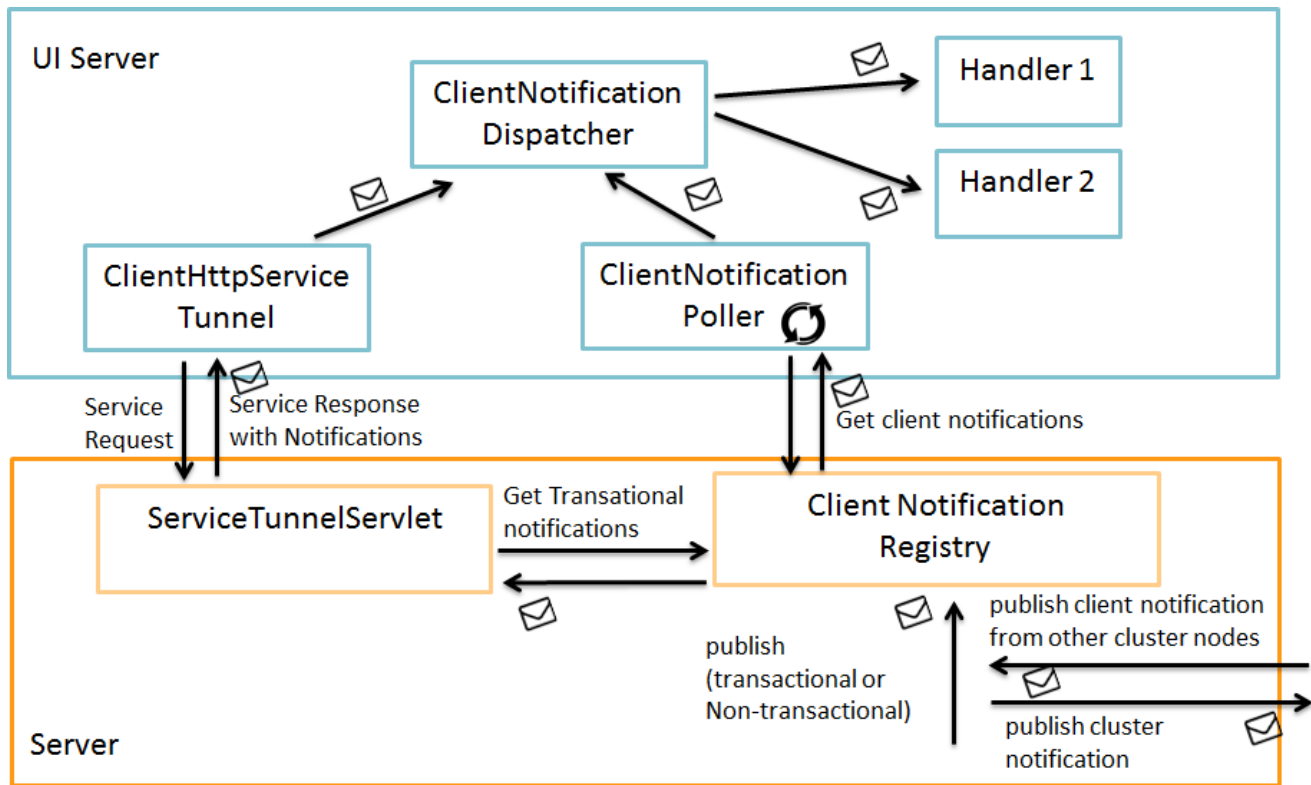 UI Server
ClientNotification
Dispatcher
Handler 1
Handler 2
ClientHttpService
Tunnel
ClientNotification
Poller
Service
Request
Service Response
with Notifications
Get client notifications
ServiceTunnelServlet
Get Transational
notifications
Client Notification
Registry
publish
(transactional or
Non-transactional)
publish client notification
from other cluster nodes
publish cluster
notification
Server